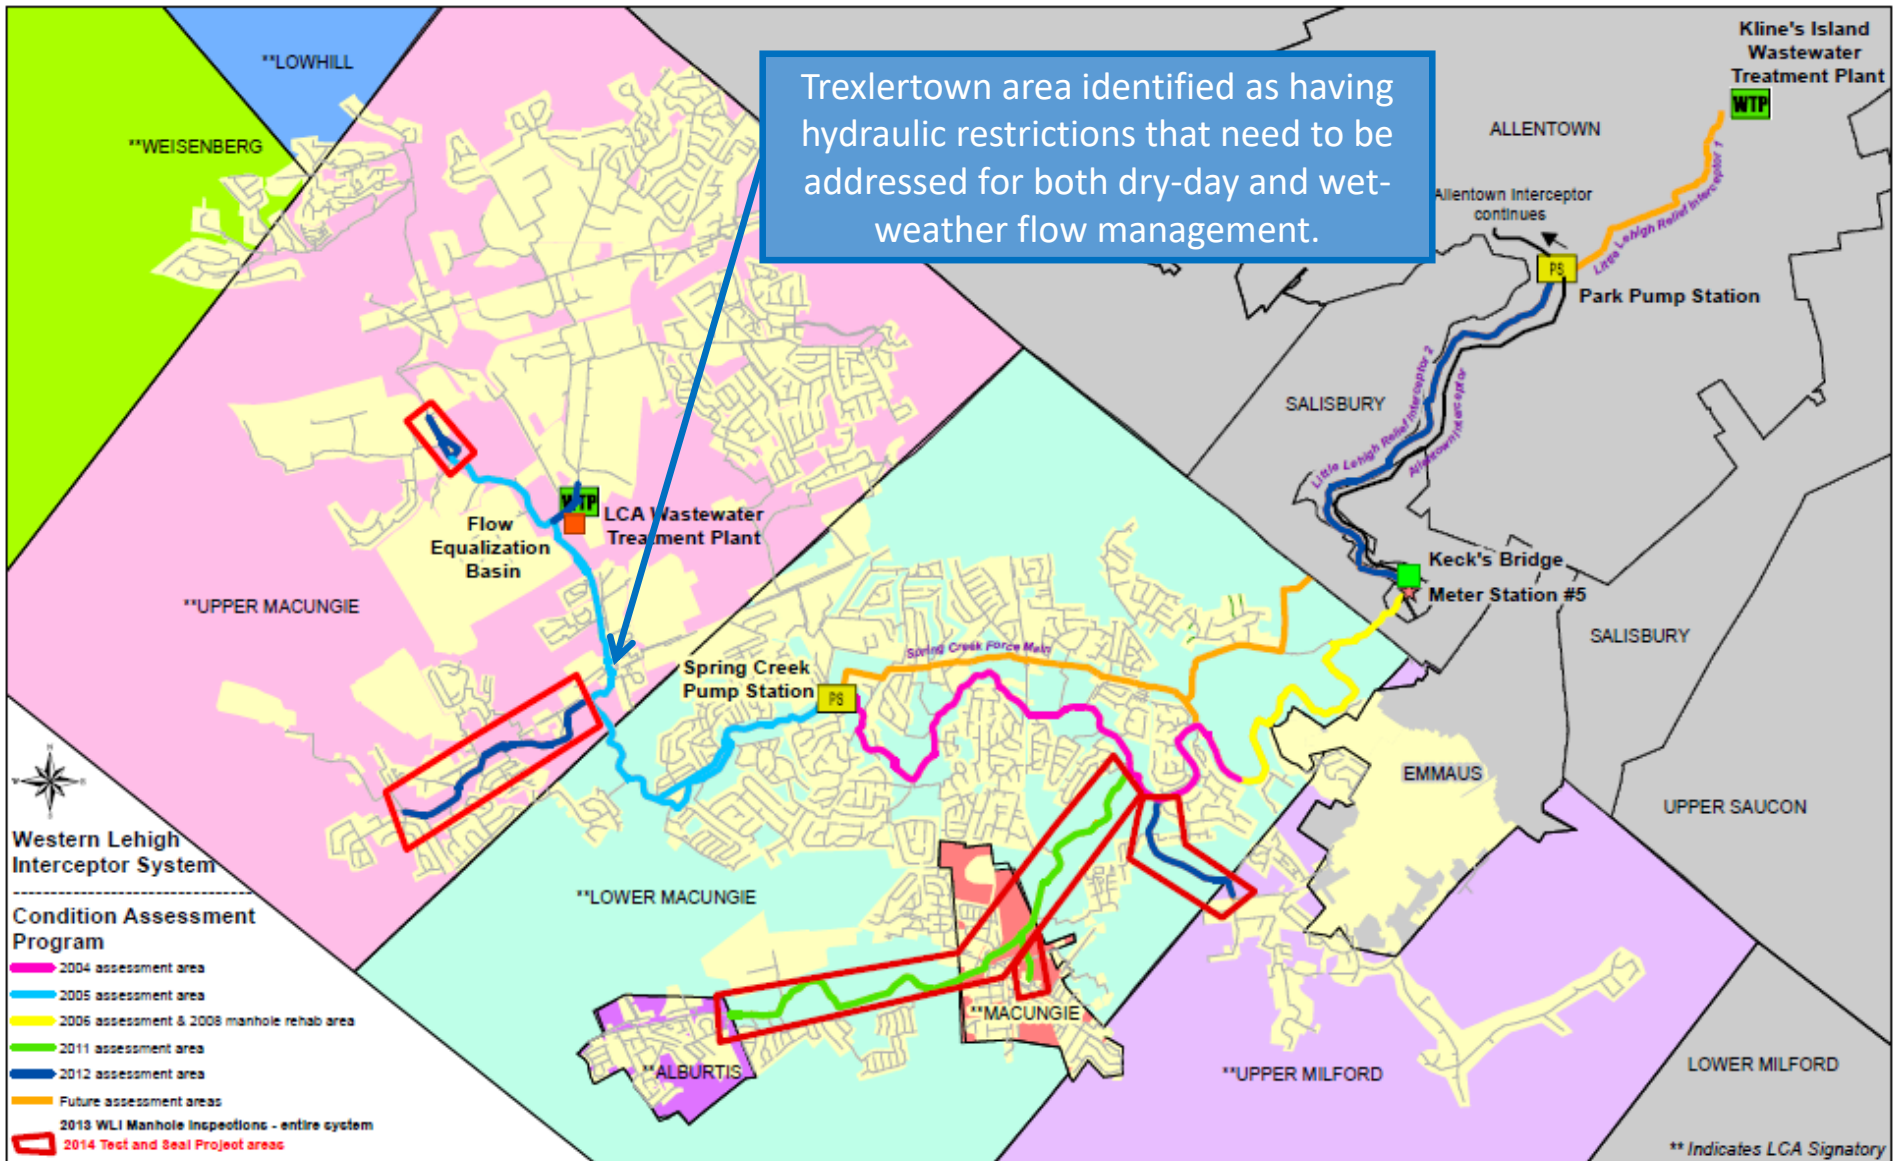 **LOWHILL
**WEISENBERG
Trexlertown area identified as having
hydraulic restrictions that need to be
addressed for both dry-day and wet-
weather flow management.
Kline's Island
Wastewater
Treatment Plant
WTP
ALLENTOWN
Little Lehigh Relief Interceptor 1
Allentown Interceptor
continues
PS
Park Pump Station
SALISBURY
Little Lehigh Relief Interceptor 2
Allentown Interceptor
WTP
LCA Wastewater
Treatment Plant
Flow
Equalization
Basin
**UPPER MACUNGIE
Keck's Bridge
Meter Station #5
SALISBURY
Spring Creek Force Main
Spring Creek
Pump Station
PS
EMMAUS
UPPER SAUCON
**LOWER MACUNGIE
**MACUNGIE
**ALBURTIS
**UPPER MILFORD
LOWER MILFORD
N
W
E
S
Western Lehigh
Interceptor System
Condition Assessment
Program
2004 assessment area
2005 assessment area
2006 assessment & 2008 manhole rehab area
2011 assessment area
2012 assessment area
Future assessment areas
2013 WLI Manhole Inspections - entire system
2014 Test and Seal Project areas
** Indicates LCA Signatory